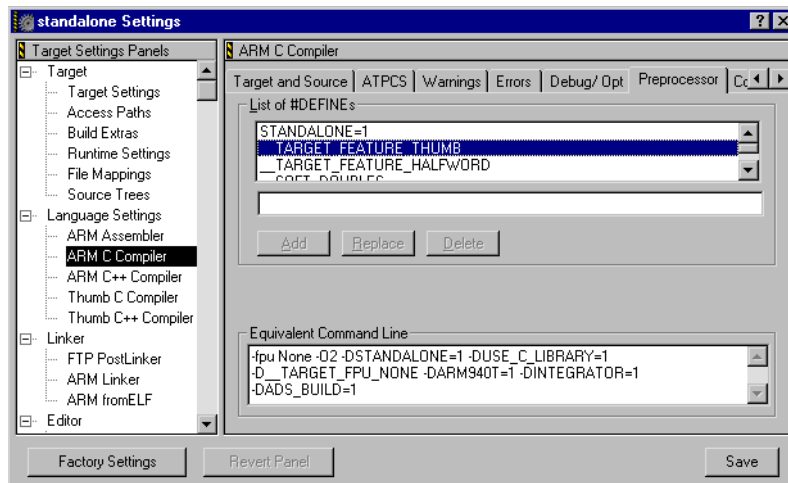 standalone Settings
Target Settings Panels
Target
Target Settings
Access Paths
Build Extras
Runtime Settings
File Mappings
Source Trees
Language Settings
ARM Assembler
ARM C Compiler
ARM C++ Compiler
Thumb C Compiler
Thumb C++ Compiler
Linker
FTP PostLinker
ARM Linker
ARM fromELF
Editor
ARM C Compiler
Target and Source ATPCS Warnings Errors Debug/ Opt Preprocessor
List of #DEFINEs
STANDALONE=1
__TARGET_FEATURE_THUMB
__TARGET_FEATURE_HALFWORD
Add Replace Delete
Equivalent Command Line
-fpu None -O2 -DSTANDALONE=1 -DUSE_C_LIBRARY=1
-D__TARGET_FPU_NONE -DARM940T=1 -DINTEGRATOR=1
-DADS_BUILD=1
Factory Settings Revert Panel Save